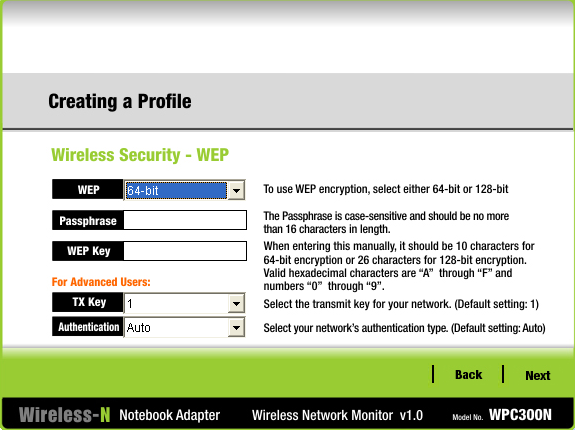 Creating a Profile
Wireless Security - WEP
WEP
64-bit
To use WEP encryption, select either 64-bit or 128-bit
Passphrase
The Passphrase is case-sensitive and should be no more
than 16 characters in length.
WEP Key
When entering this manually, it should be 10 characters for
64-bit encryption or 26 characters for 128-bit encryption.
Valid hexadecimal characters are “A” through “F” and
numbers “0” through “9”.
For Advanced Users:
TX Key
1
Select the transmit key for your network. (Default setting: 1)
Authentication
Auto
Select your network’s authentication type. (Default setting: Auto)
Back
Next
Wireless-N Notebook Adapter Wireless Network Monitor v1.0 Model No. WPC300N